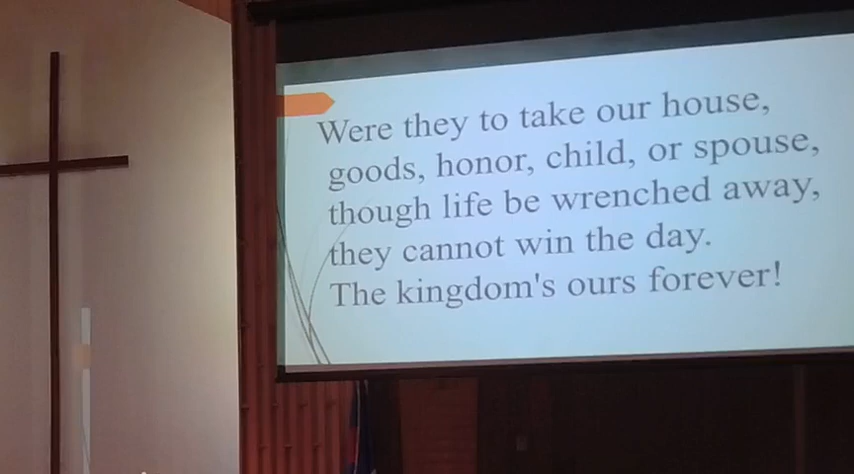 Were they to take our house,
goods, honor, child, or spouse,
though life be wrenched away,
they cannot win the day.
The kingdom's ours forever!